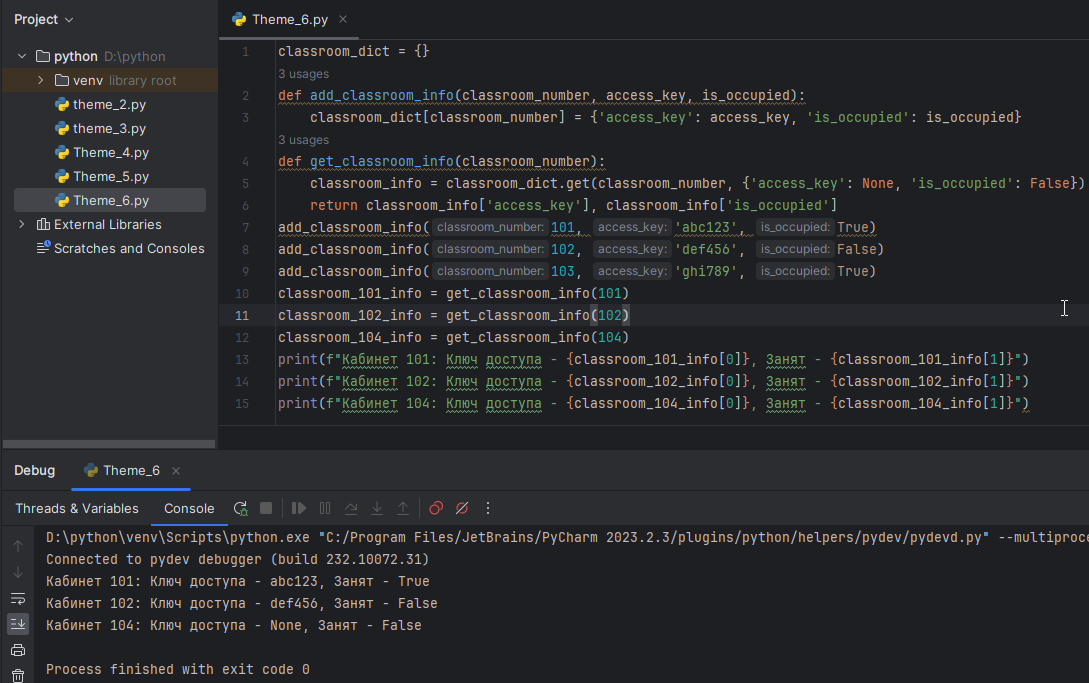 Project
python D:\python
venv library root
theme_2.py
theme_3.py
Theme_4.py
Theme_5.py
Theme_6.py
External Libraries
Scratches and Consoles
Theme_6.py
1 classroom_dict = {}
3 usages
2 def add_classroom_info(classroom_number, access_key, is_occupied):
3 classroom_dict[classroom_number] = {'access_key': access_key, 'is_occupied': is_occupied}
3 usages
4 def get_classroom_info(classroom_number):
5 classroom_info = classroom_dict.get(classroom_number, {'access_key': None, 'is_occupied': False})
6 return classroom_info['access_key'], classroom_info['is_occupied']
7 add_classroom_info( classroom_number: 101, access_key: 'abc123', is_occupied: True)
8 add_classroom_info( classroom_number: 102, access_key: 'def456', is_occupied: False)
9 add_classroom_info( classroom_number: 103, access_key: 'ghi789', is_occupied: True)
10 classroom_101_info = get_classroom_info(101)
11 classroom_102_info = get_classroom_info(102)
12 classroom_104_info = get_classroom_info(104)
13 print(f"Кабинет 101: Ключ доступа - {classroom_101_info[0]}, Занят - {classroom_101_info[1]}")
14 print(f"Кабинет 102: Ключ доступа - {classroom_102_info[0]}, Занят - {classroom_102_info[1]}")
15 print(f"Кабинет 104: Ключ доступа - {classroom_104_info[0]}, Занят - {classroom_104_info[1]}")
Debug Theme_6
Threads & Variables Console
D:\python\venv\Scripts\python.exe "C:/Program Files/JetBrains/PyCharm 2023.2.3/plugins/python/helpers/pydev/pydevd.py" --multiproce
Connected to pydev debugger (build 232.10072.31)
Кабинет 101: Ключ доступа - abc123, Занят - True
Кабинет 102: Ключ доступа - def456, Занят - False
Кабинет 104: Ключ доступа - None, Занят - False
Process finished with exit code 0